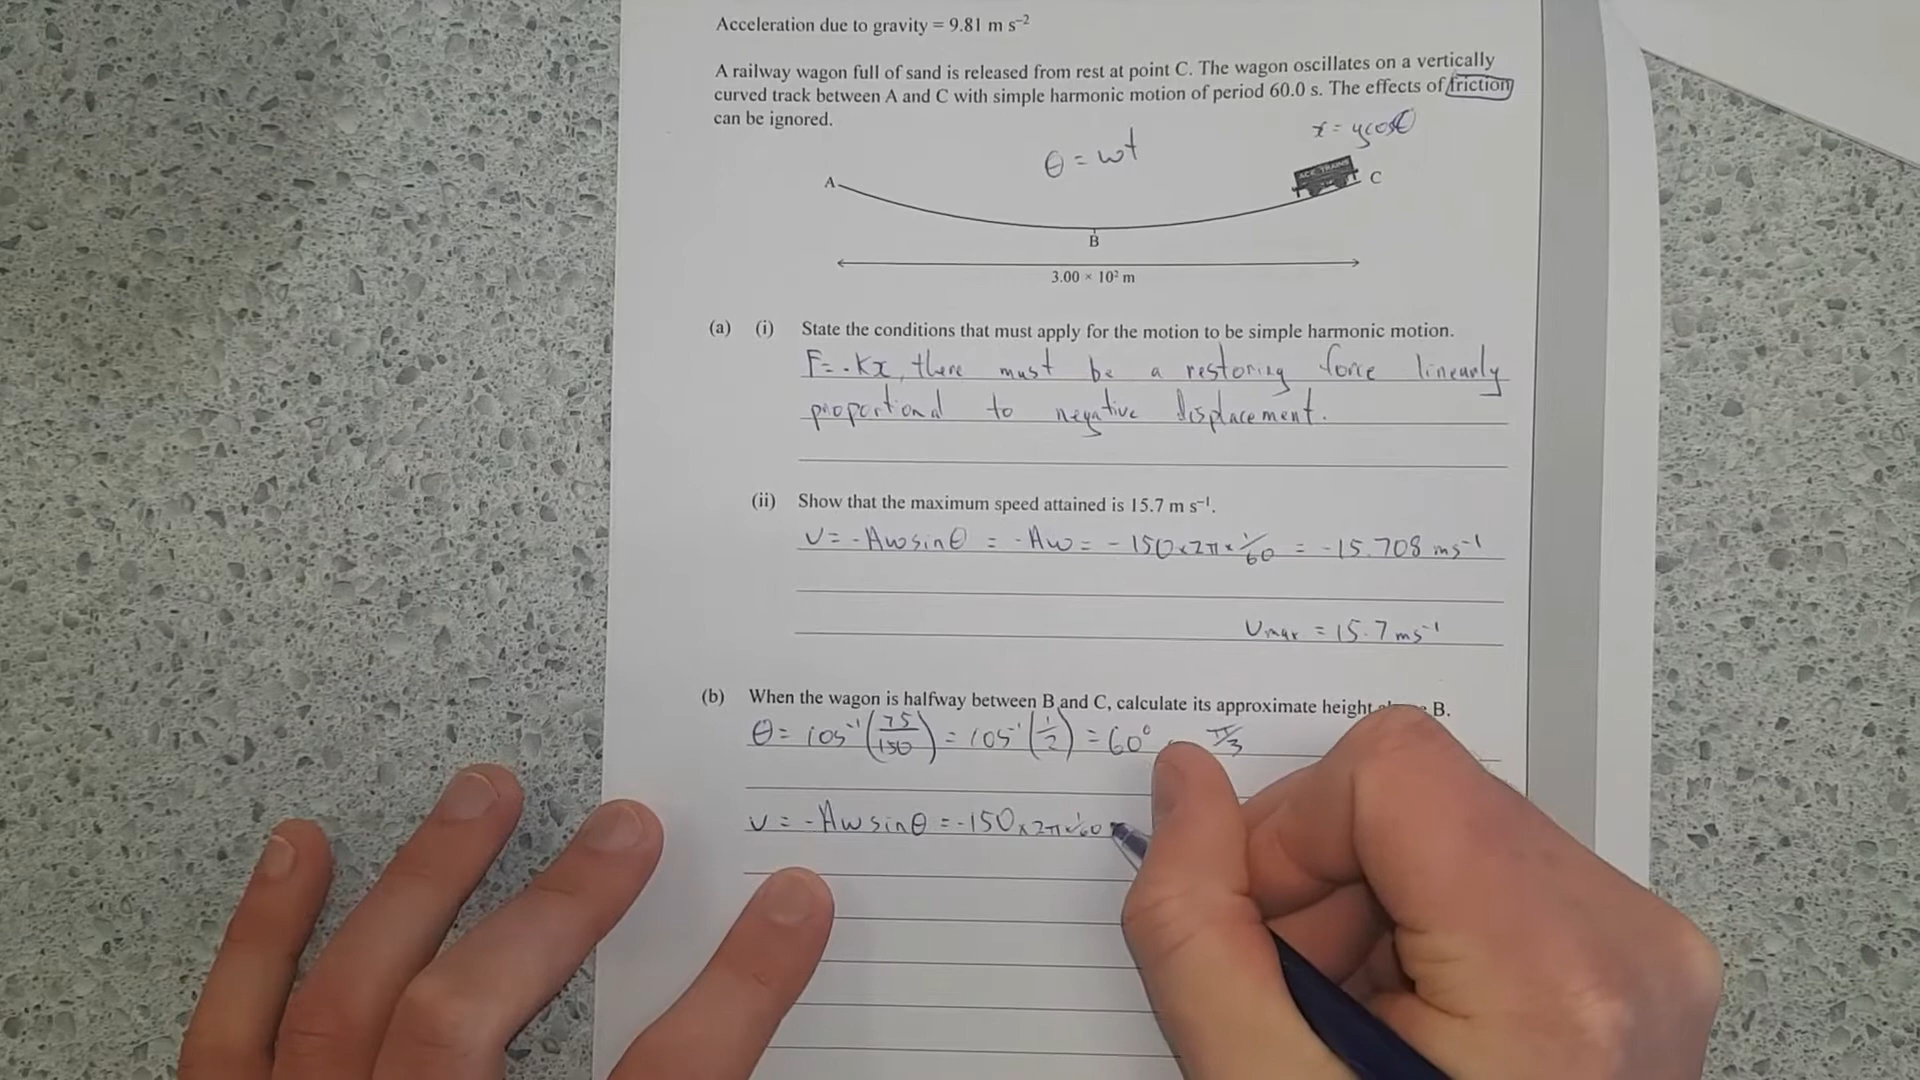 Acceleration due to gravity = 9.81 m s⁻²
A railway wagon full of sand is released from rest at point C. The wagon oscillates on a vertically
curved track between A and C with simple harmonic motion of period 60.0 s. The effects of friction
can be ignored.
x = ycosθ
θ = ωt
ACE TRAINS
A
C
B
3.00 × 10² m
(a) (i) State the conditions that must apply for the motion to be simple harmonic motion.
F = -Kx, there must be a restoring force linearly
proportional to negative displacement.
(ii) Show that the maximum speed attained is 15.7 m s⁻¹.
v = -Aω sinθ = -Aω = -150×2π×1/60 = -15.708 ms⁻¹
Vmax = 15.7 ms⁻¹
(b) When the wagon is halfway between B and C, calculate its approximate height B.
θ = cos⁻¹(75/150) = cos⁻¹(1/2) = 60° π/3
v = -Aω sinθ = -150×2π×1/60